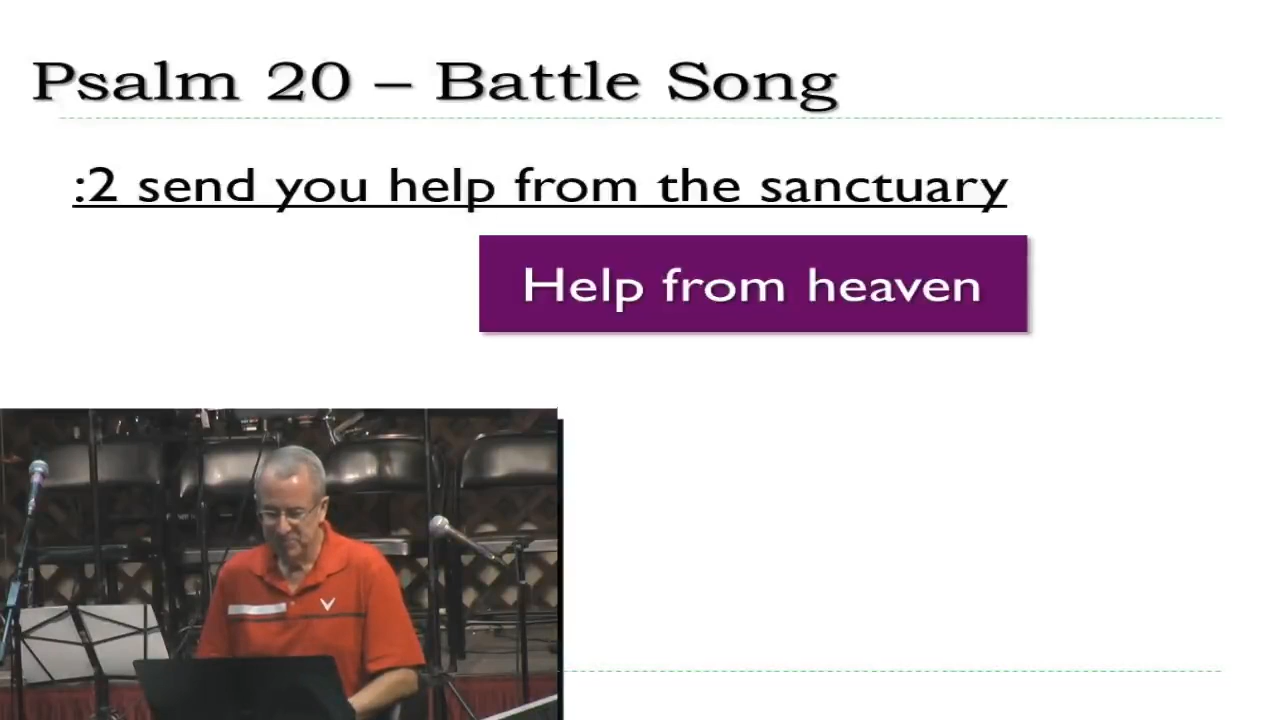 Psalm 20 – Battle Song
:2 send you help from the sanctuary
Help from heaven